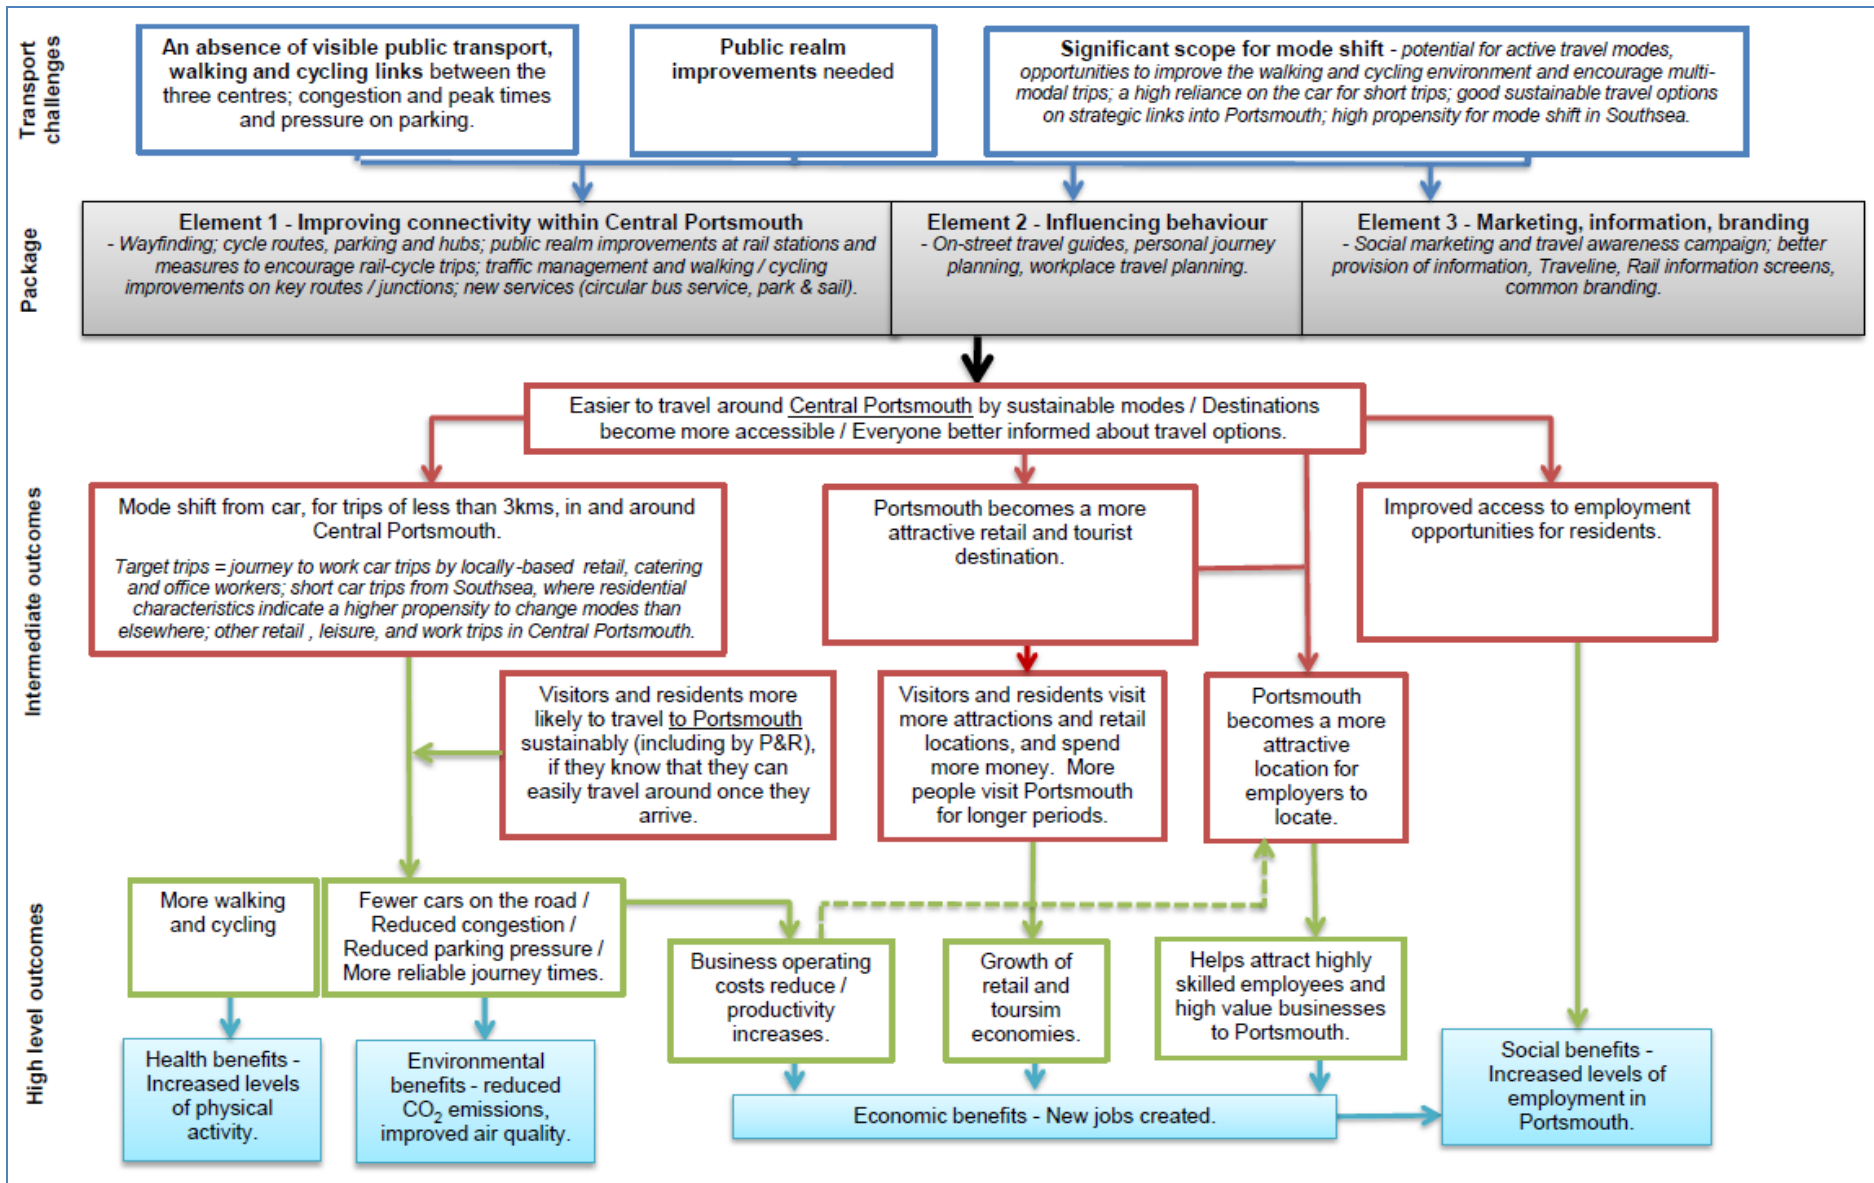 Transport
challenges
An absence of visible public transport,
walking and cycling links between the
three centres; congestion and peak times
and pressure on parking.
Public realm
improvements needed
Significant scope for mode shift - potential for active travel modes,
opportunities to improve the walking and cycling environment and encourage multi-
modal trips; a high reliance on the car for short trips; good sustainable travel options
on strategic links into Portsmouth; high propensity for mode shift in Southsea.
Package
Element 1 - Improving connectivity within Central Portsmouth
- Wayfinding; cycle routes, parking and hubs; public realm improvements at rail stations and
measures to encourage rail-cycle trips; traffic management and walking / cycling
improvements on key routes / junctions; new services (circular bus service, park & sail).
Element 2 - Influencing behaviour
- On-street travel guides, personal journey
planning, workplace travel planning.
Element 3 - Marketing, information, branding
- Social marketing and travel awareness campaign; better
provision of information, Traveline, Rail information screens,
common branding.
Easier to travel around Central Portsmouth by sustainable modes / Destinations
become more accessible / Everyone better informed about travel options.
Intermediate outcomes
Mode shift from car, for trips of less than 3kms, in and around
Central Portsmouth.
Target trips = journey to work car trips by locally-based retail, catering
and office workers; short car trips from Southsea, where residential
characteristics indicate a higher propensity to change modes than
elsewhere; other retail , leisure, and work trips in Central Portsmouth.
Portsmouth becomes a more
attractive retail and tourist
destination.
Improved access to employment
opportunities for residents.
Visitors and residents more
likely to travel to Portsmouth
sustainably (including by P&R),
if they know that they can
easily travel around once they
arrive.
Visitors and residents visit
more attractions and retail
locations, and spend
more money. More
people visit Portsmouth
for longer periods.
Portsmouth
becomes a more
attractive
location for
employers to
locate.
High level outcomes
More walking
and cycling
Fewer cars on the road /
Reduced congestion /
Reduced parking pressure /
More reliable journey times.
Business operating
costs reduce /
productivity
increases.
Growth of
retail and
toursim
economies.
Helps attract highly
skilled employees and
high value businesses
to Portsmouth.
Health benefits -
Increased levels
of physical
activity.
Environmental
benefits - reduced
CO2 emissions,
improved air quality.
Economic benefits - New jobs created.
Social benefits -
Increased levels of
employment in
Portsmouth.